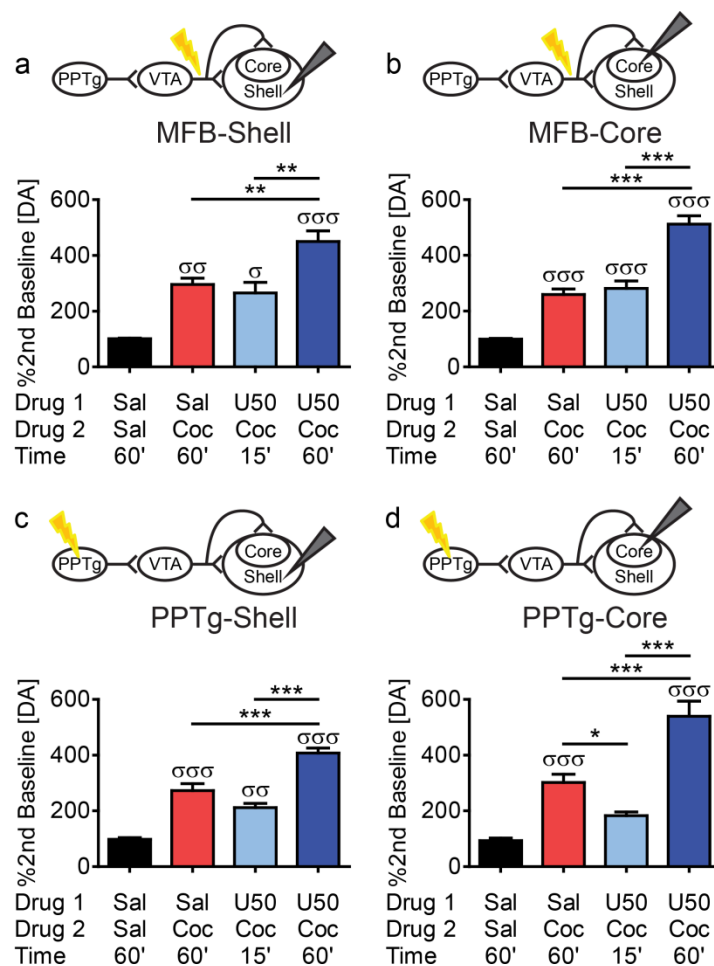 a
PPTg VTA Core Shell
MFB-Shell
** 
**
σσ σ σσσ
%2nd Baseline [DA]
600
400
200
0
Drug 1 Sal Sal U50 U50
Drug 2 Sal Coc Coc Coc
Time 60' 60' 15' 60'
b
PPTg VTA Core Shell
MFB-Core
***
***
σσσ σσσ σσσ
%2nd Baseline [DA]
600
400
200
0
Drug 1 Sal Sal U50 U50
Drug 2 Sal Coc Coc Coc
Time 60' 60' 15' 60'
c
PPTg VTA Core Shell
PPTg-Shell
***
***
σσσ σσ σσσ
%2nd Baseline [DA]
600
400
200
0
Drug 1 Sal Sal U50 U50
Drug 2 Sal Coc Coc Coc
Time 60' 60' 15' 60'
d
PPTg VTA Core Shell
PPTg-Core
***
***
*
σσσ σσσ
%2nd Baseline [DA]
600
400
200
0
Drug 1 Sal Sal U50 U50
Drug 2 Sal Coc Coc Coc
Time 60' 60' 15' 60'